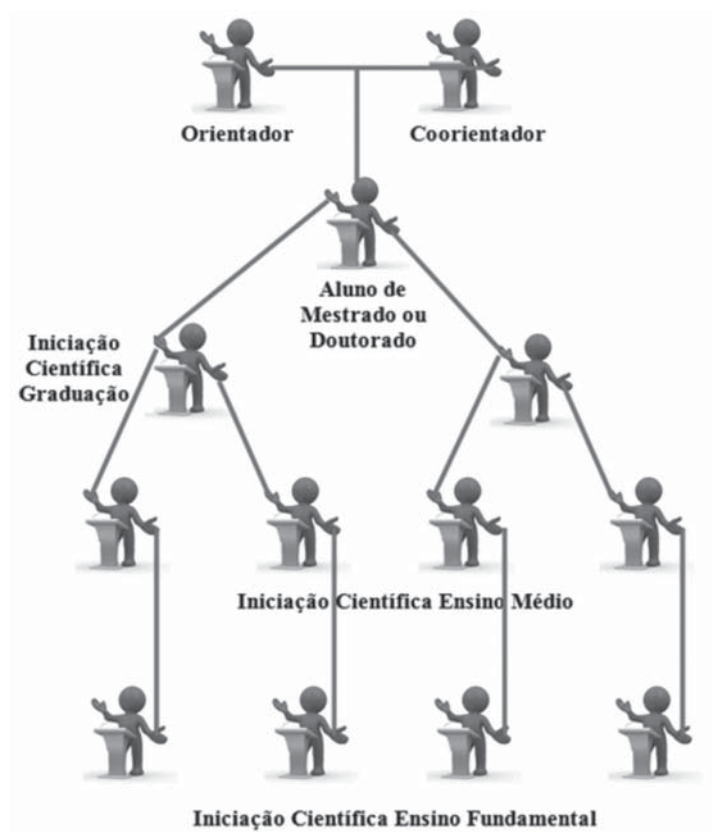 Orientador
Coorientador
Aluno de
Mestrado ou
Doutorado
Iniciação
Científica
Graduação
Iniciação Científica Ensino Médio
Iniciação Científica Ensino Fundamental